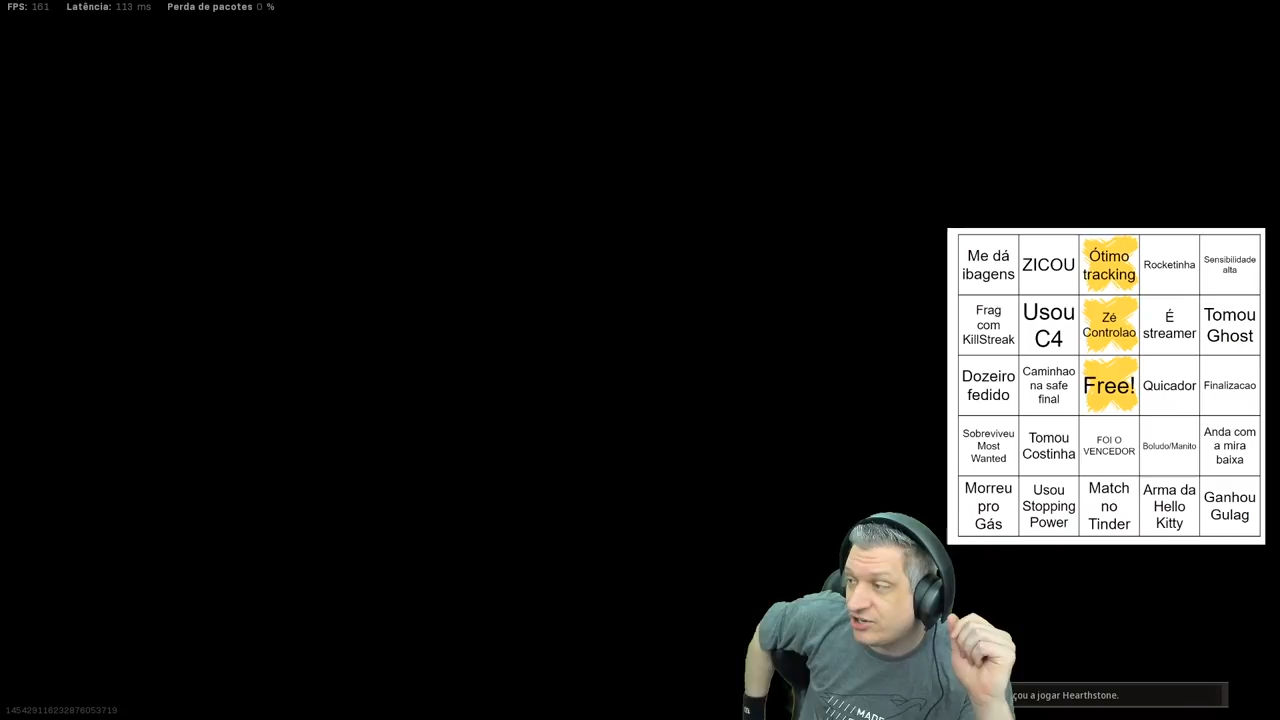 FPS: 161 Latência: 113 ms Perda de pacotes 0 %
Me dá
ibagens
ZICOU
Ótimo
tracking
Rocketinha
Sensibilidade
alta
Frag
com
KillStreak
Usou
C4
Zé
Controlao
É
streamer
Tomou
Ghost
Dozeiro
fedido
Caminhao
na safe
final
Free!
Quicador
Finalizacao
Sobreviveu
Most
Wanted
Tomou
Costinha
FOI O
VENCEDOR
Boludo/Manito
Anda com
a mira
baixa
Morreu
pro
Gás
Usou
Stopping
Power
Match
no
Tinder
Arma da
Hello
Kitty
Ganhou
Gulag
çou a jogar Hearthstone.
MADE
14542911623287605​3719